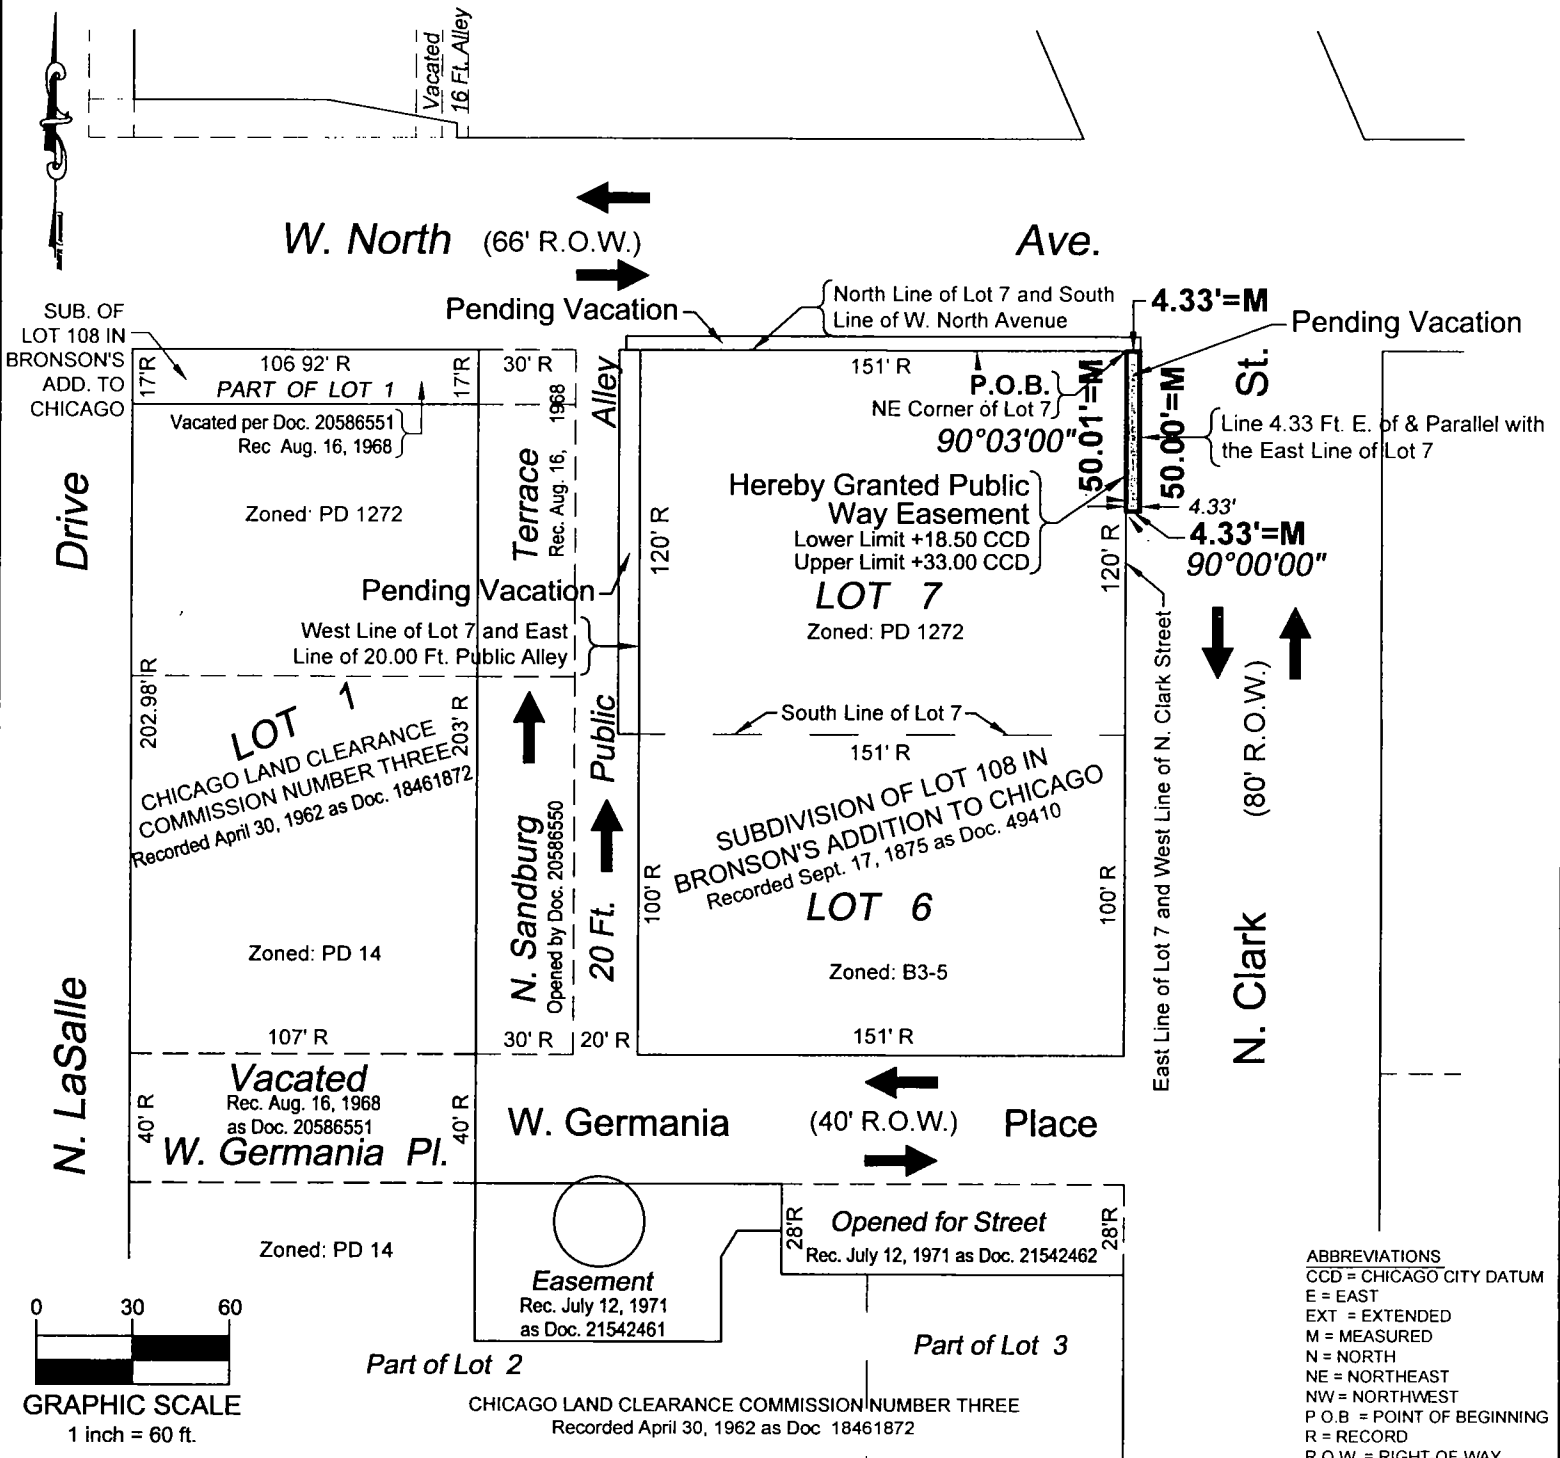 Vacated
16 Ft. Alley
W. North (66' R.O.W.) Ave.
SUB. OF
LOT 108 IN
BRONSON'S
ADD. TO
CHICAGO
Pending Vacation
North Line of Lot 7 and South
Line of W. North Avenue
4.33'=M
Pending Vacation
17'R
106 92' R
17'R
PART OF LOT 1
30' R
Vacated per Doc. 20586551
Rec Aug. 16, 1968
Alley
151' R
P.O.B.
NE Corner of Lot 7
90°03'00"
50.01'=M
50.00'=M
St.
Line 4.33 Ft. E. of & Parallel with
the East Line of Lot 7
Drive
Zoned: PD 1272
Terrace
Rec. Aug. 16, 1968
120' R
Hereby Granted Public
Way Easement
Lower Limit +18.50 CCD
Upper Limit +33.00 CCD
4.33'
4.33'=M
90°00'00"
120' R
Pending Vacation
LOT 7
Zoned: PD 1272
West Line of Lot 7 and East
Line of 20.00 Ft. Public Alley
202.98' R
LOT 1
203' R
CHICAGO LAND CLEARANCE
COMMISSION NUMBER THREE
Recorded April 30, 1962 as Doc. 18461872
Public
South Line of Lot 7
151' R
SUBDIVISION OF LOT 108 IN
BRONSON'S ADDITION TO CHICAGO
Recorded Sept. 17, 1875 as Doc. 49410
East Line of Lot 7 and West Line of N. Clark Street
(80' R.O.W.)
N. Sandburg
Opened by Doc. 20586550
20 Ft.
100' R
LOT 6
100' R
Zoned: PD 14
Zoned: B3-5
N. Clark
N. LaSalle
107' R
30' R
20' R
151' R
Vacated
Rec. Aug. 16, 1968
as Doc. 20586551
W. Germania Pl.
40' R
40' R
W. Germania (40' R.O.W.) Place
Zoned: PD 14
28'R
Opened for Street
Rec. July 12, 1971 as Doc. 21542462
28'R
Easement
Rec. July 12, 1971
as Doc. 21542461
0 30 60
GRAPHIC SCALE
1 inch = 60 ft.
Part of Lot 2
Part of Lot 3
CHICAGO LAND CLEARANCE COMMISSION NUMBER THREE
Recorded April 30, 1962 as Doc 18461872
ABBREVIATIONS
CCD = CHICAGO CITY DATUM
E = EAST
EXT = EXTENDED
M = MEASURED
N = NORTH
NE = NORTHEAST
NW = NORTHWEST
P O.B = POINT OF BEGINNING
R = RECORD
R.O.W. = RIGHT OF WAY